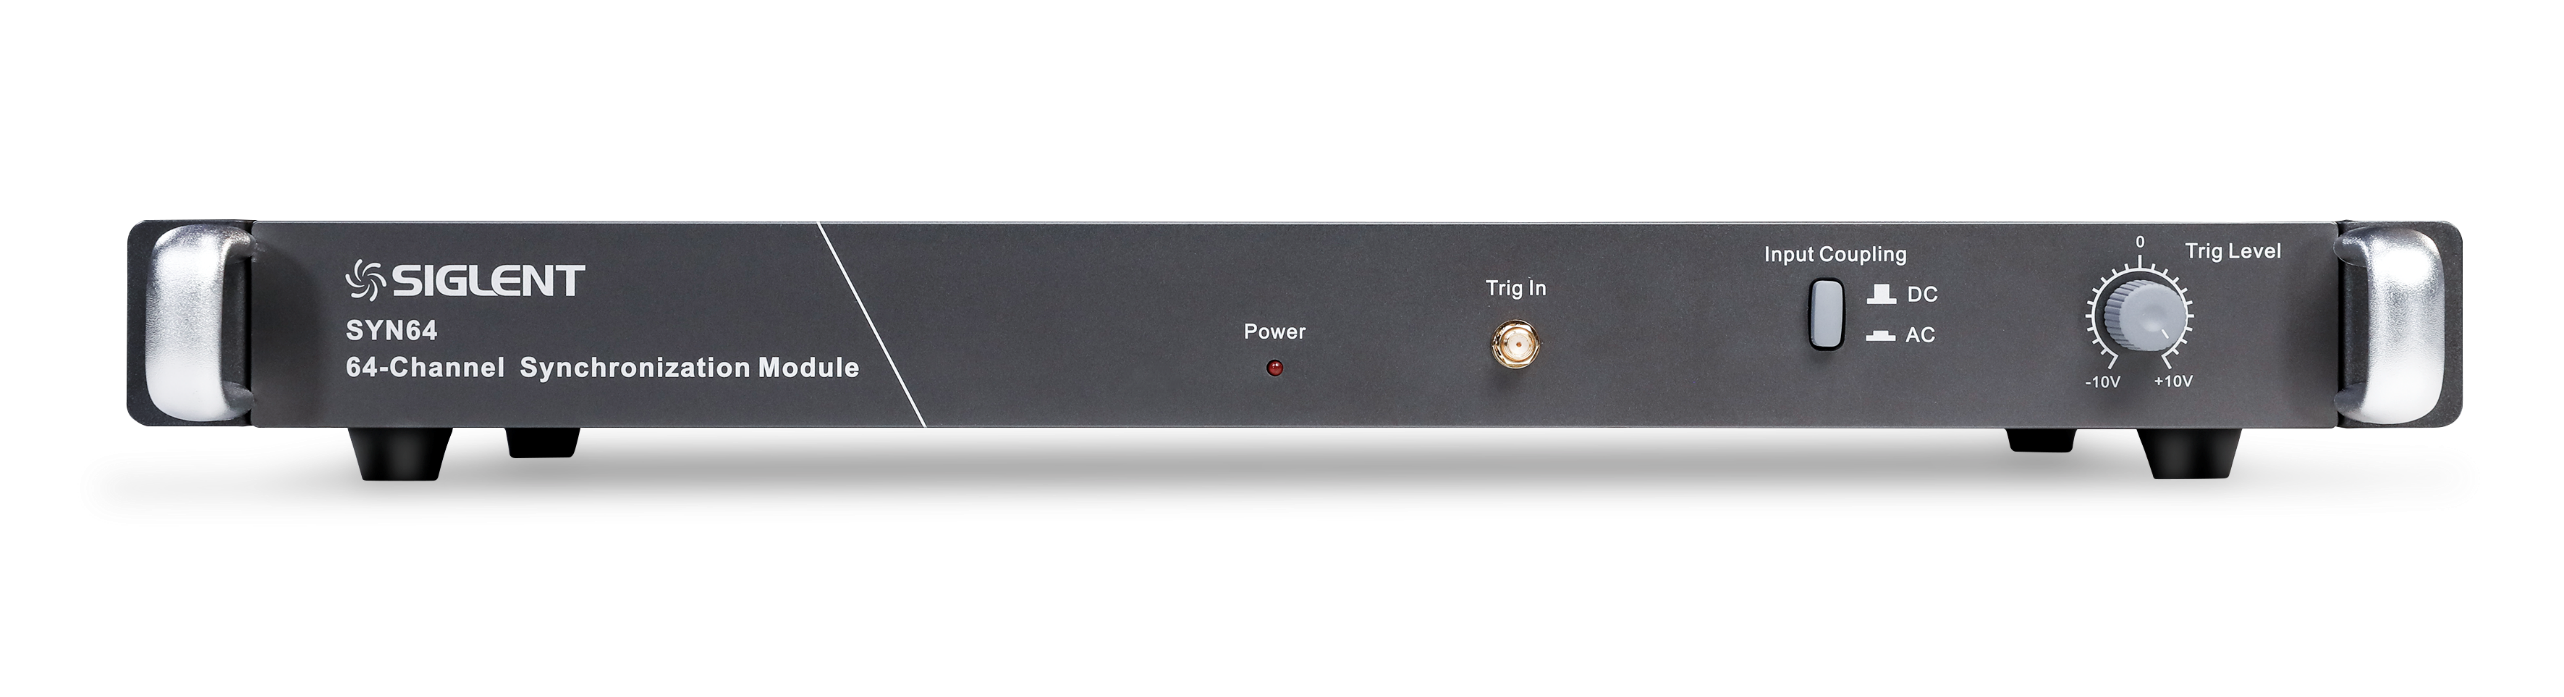 SIGLENT
SYN64
64-Channel Synchronization Module
Power
Trig In
Input Coupling
DC
AC
Trig Level
0
-10V
+10V